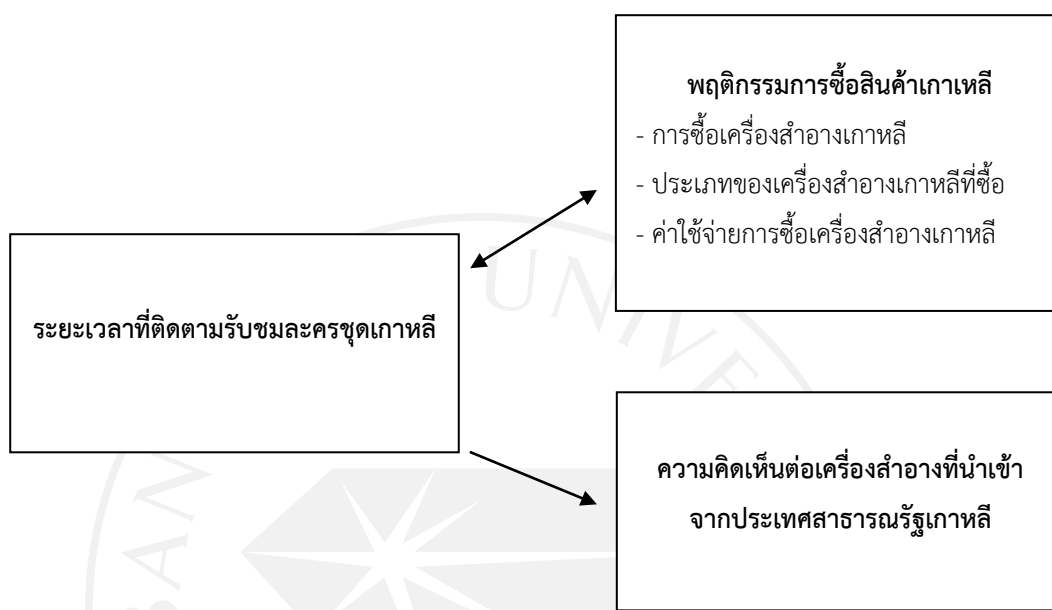 พฤติกรรมการซื้อสินค้าเกาเหลี
- การซื้อเครื่องสำอางเกาหลี
- ประเภทของเครื่องสำอางเกาหลีที่ซื้อ
- ค่าใช้จ่ายการซื้อเครื่องสำอางเกาหลี
ระยะเวลาที่ติดตามรับชมละครชุดเกาหลี
ความคิดเห็นต่อเครื่องสำอางที่นำเข้า
จากประเทศสาธารณรัฐเกาหลี